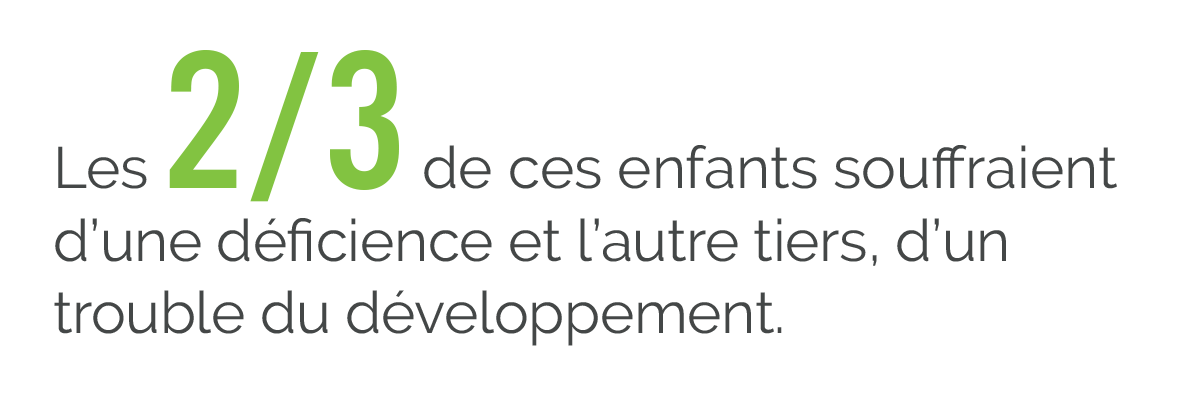 Les 2/3 de ces enfants souffraient
d’une déficience et l’autre tiers, d’un
trouble du développement.